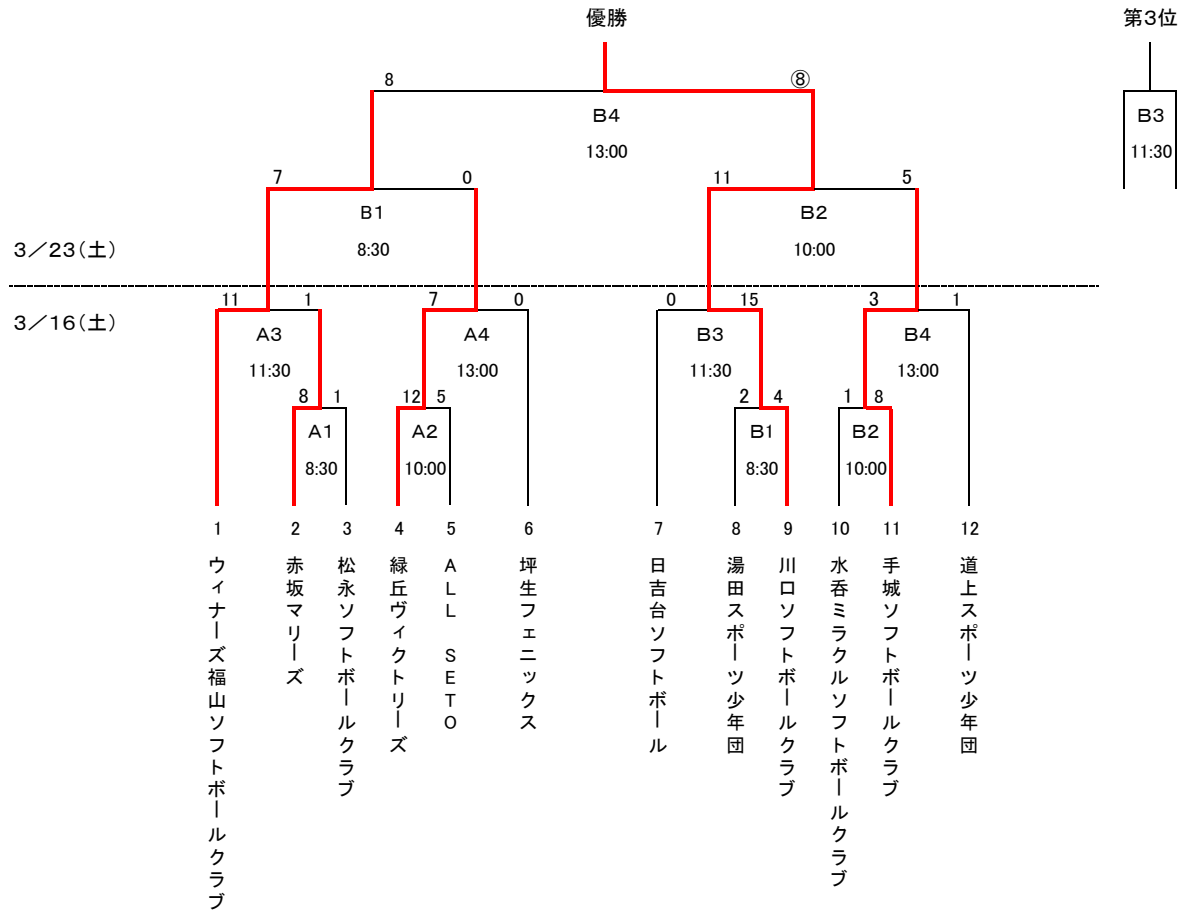 優勝
第3位
8
⑧
B4
B3
13:00
11:30
7
0
11
5
B1
B2
3/23(土)
8:30
10:00
11
1
7
0
0
15
3
1
3/16(土)
A3
A4
B3
B4
11:30
13:00
11:30
13:00
8
1
12
5
2
4
1
8
A1
A2
B1
B2
8:30
10:00
8:30
10:00
1
2
3
4
5
6
7
8
9
10
11
12
ウィナーズ福山ソフトボールクラブ
赤坂マリーズ
松永ソフトボールクラブ
緑丘ヴィクトリーズ
ALL SETO
坪生フェニックス
日吉台ソフトボール
湯田スポーツ少年団
川口ソフトボールクラブ
水呑ミラクルソフトボールクラブ
手城ソフトボールクラブ
道上スポーツ少年団